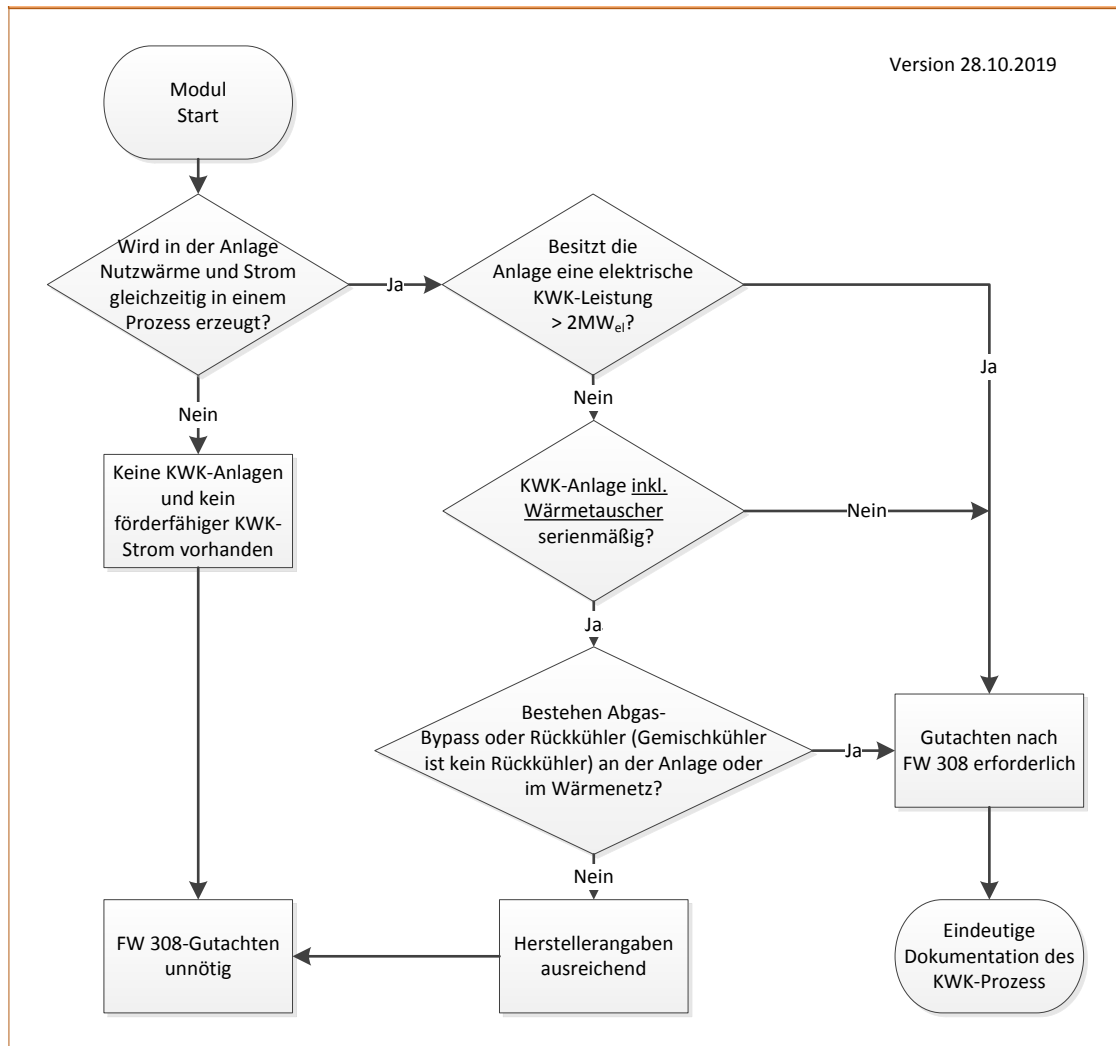 Version 28.10.2019
Modul
Start
Wird in der Anlage
Nutzwärme und Strom
gleichzeitig in einem
Prozess erzeugt?
Ja
Besitzt die
Anlage eine elektrische
KWK-Leistung
> 2MWel?
Ja
Nein
Nein
Keine KWK-Anlagen
und kein
förderfähiger KWK-
Strom vorhanden
KWK-Anlage inkl.
Wärmetauscher
serienmäßig?
Nein
Ja
Bestehen Abgas-
Bypass oder Rückkühler (Gemischkühler
ist kein Rückkühler) an der Anlage oder
im Wärmenetz?
Ja
Gutachten nach
FW 308 erforderlich
Nein
FW 308-Gutachten
unnötig
Herstellerangaben
ausreichend
Eindeutige
Dokumentation des
KWK-Prozess